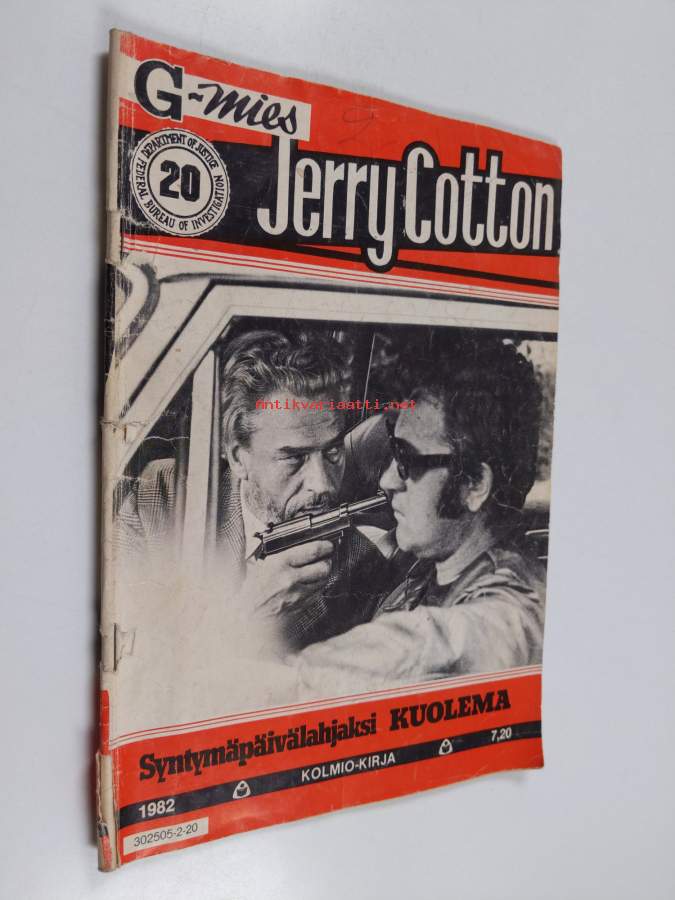 G-mies
DEPARTMENT OF JUSTICE
20
FEDERAL BUREAU OF INVESTIGATION
Jerry Cotton
antikvariaatti.net
Syntymäpäivälahjaksi KUOLEMA
1982 KOLMIO-KIRJA 7,20
302505-2-20